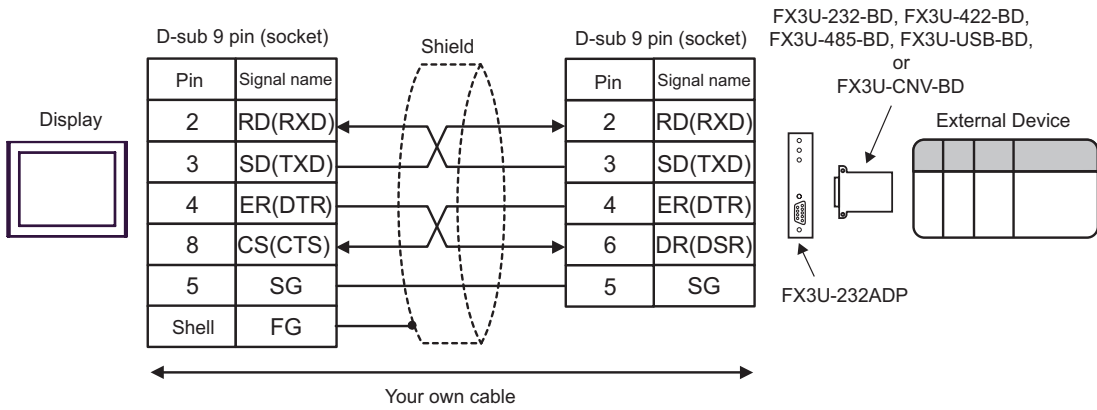 FX3U-232-BD, FX3U-422-BD,
FX3U-485-BD, FX3U-USB-BD,
or
FX3U-CNV-BD
D-sub 9 pin (socket)
Shield
D-sub 9 pin (socket)
Pin Signal name
Pin Signal name
Display
External Device
2 RD(RXD)
2 RD(RXD)
3 SD(TXD)
3 SD(TXD)
4 ER(DTR)
4 ER(DTR)
8 CS(CTS)
6 DR(DSR)
5 SG
5 SG
Shell FG
FX3U-232ADP
Your own cable